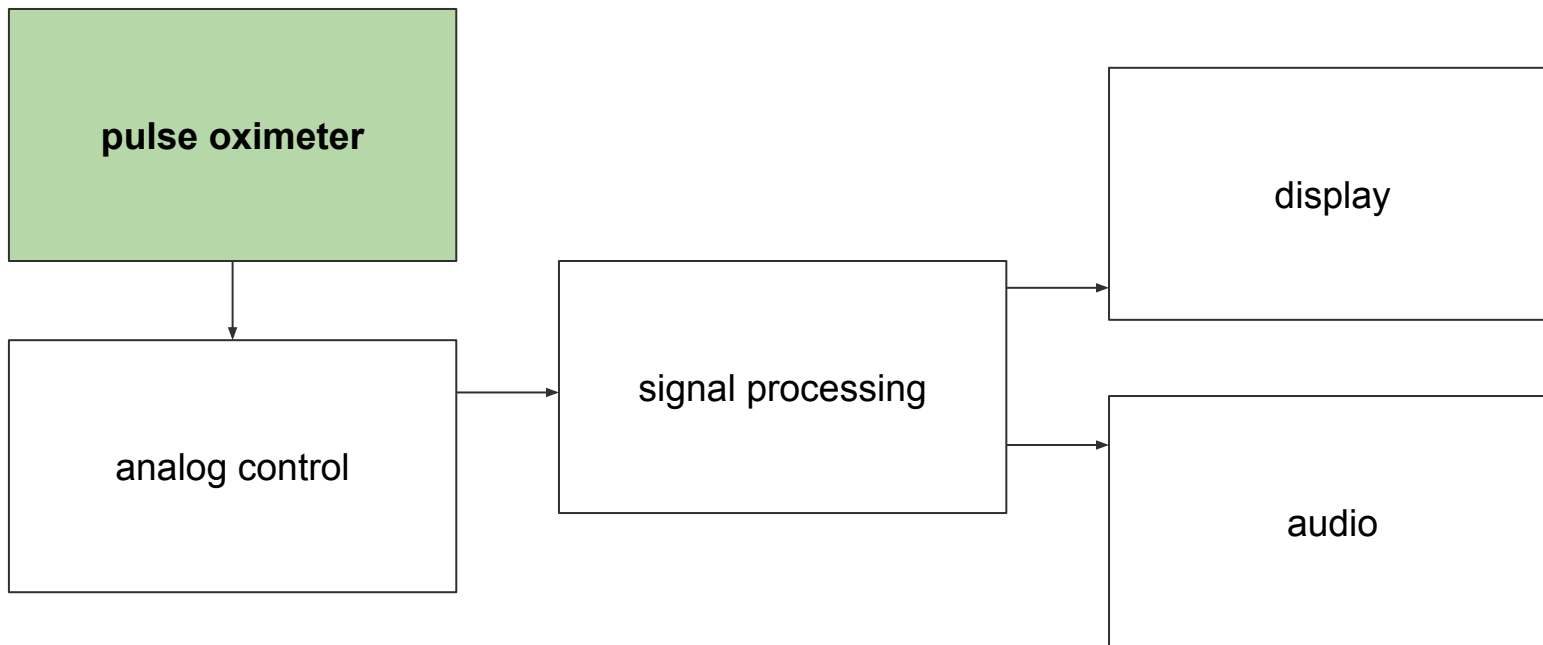 pulse oximeter
display
signal processing
analog control
audio